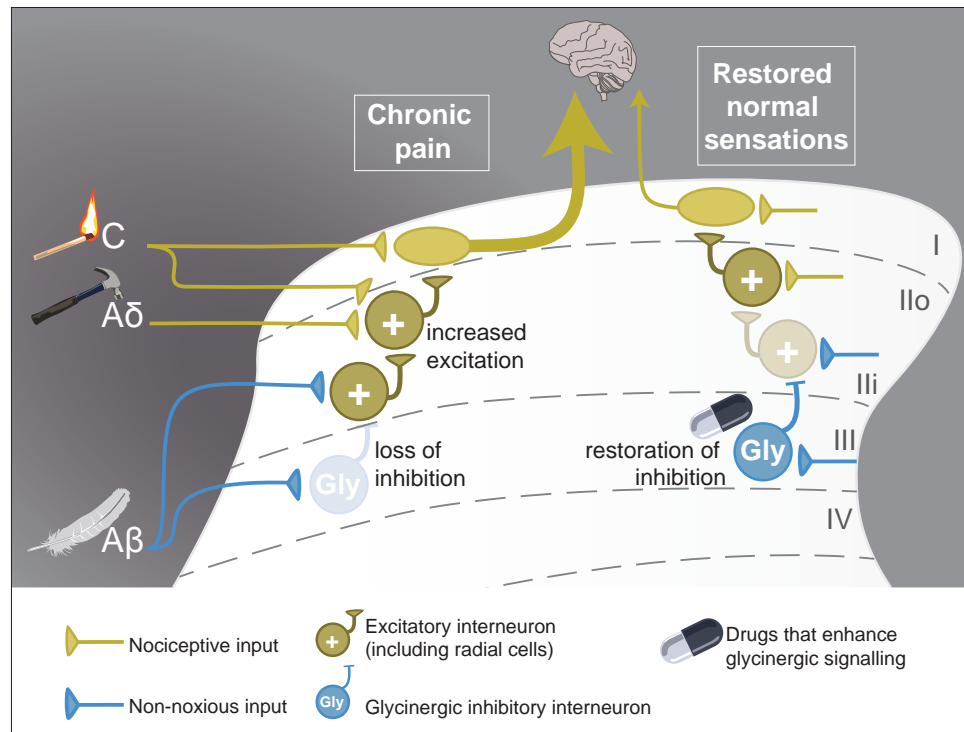 Chronic
pain
Restored
normal
sensations
C
Aδ
Aβ
+
increased
excitation
+
Gly
loss of
inhibition
+
+
Gly
restoration of
inhibition
I
IIo
IIi
III
IV
Nociceptive input
Non-noxious input
+
Excitatory interneuron
(including radial cells)
Gly
Glycinergic inhibitory interneuron
Drugs that enhance
glycinergic signalling